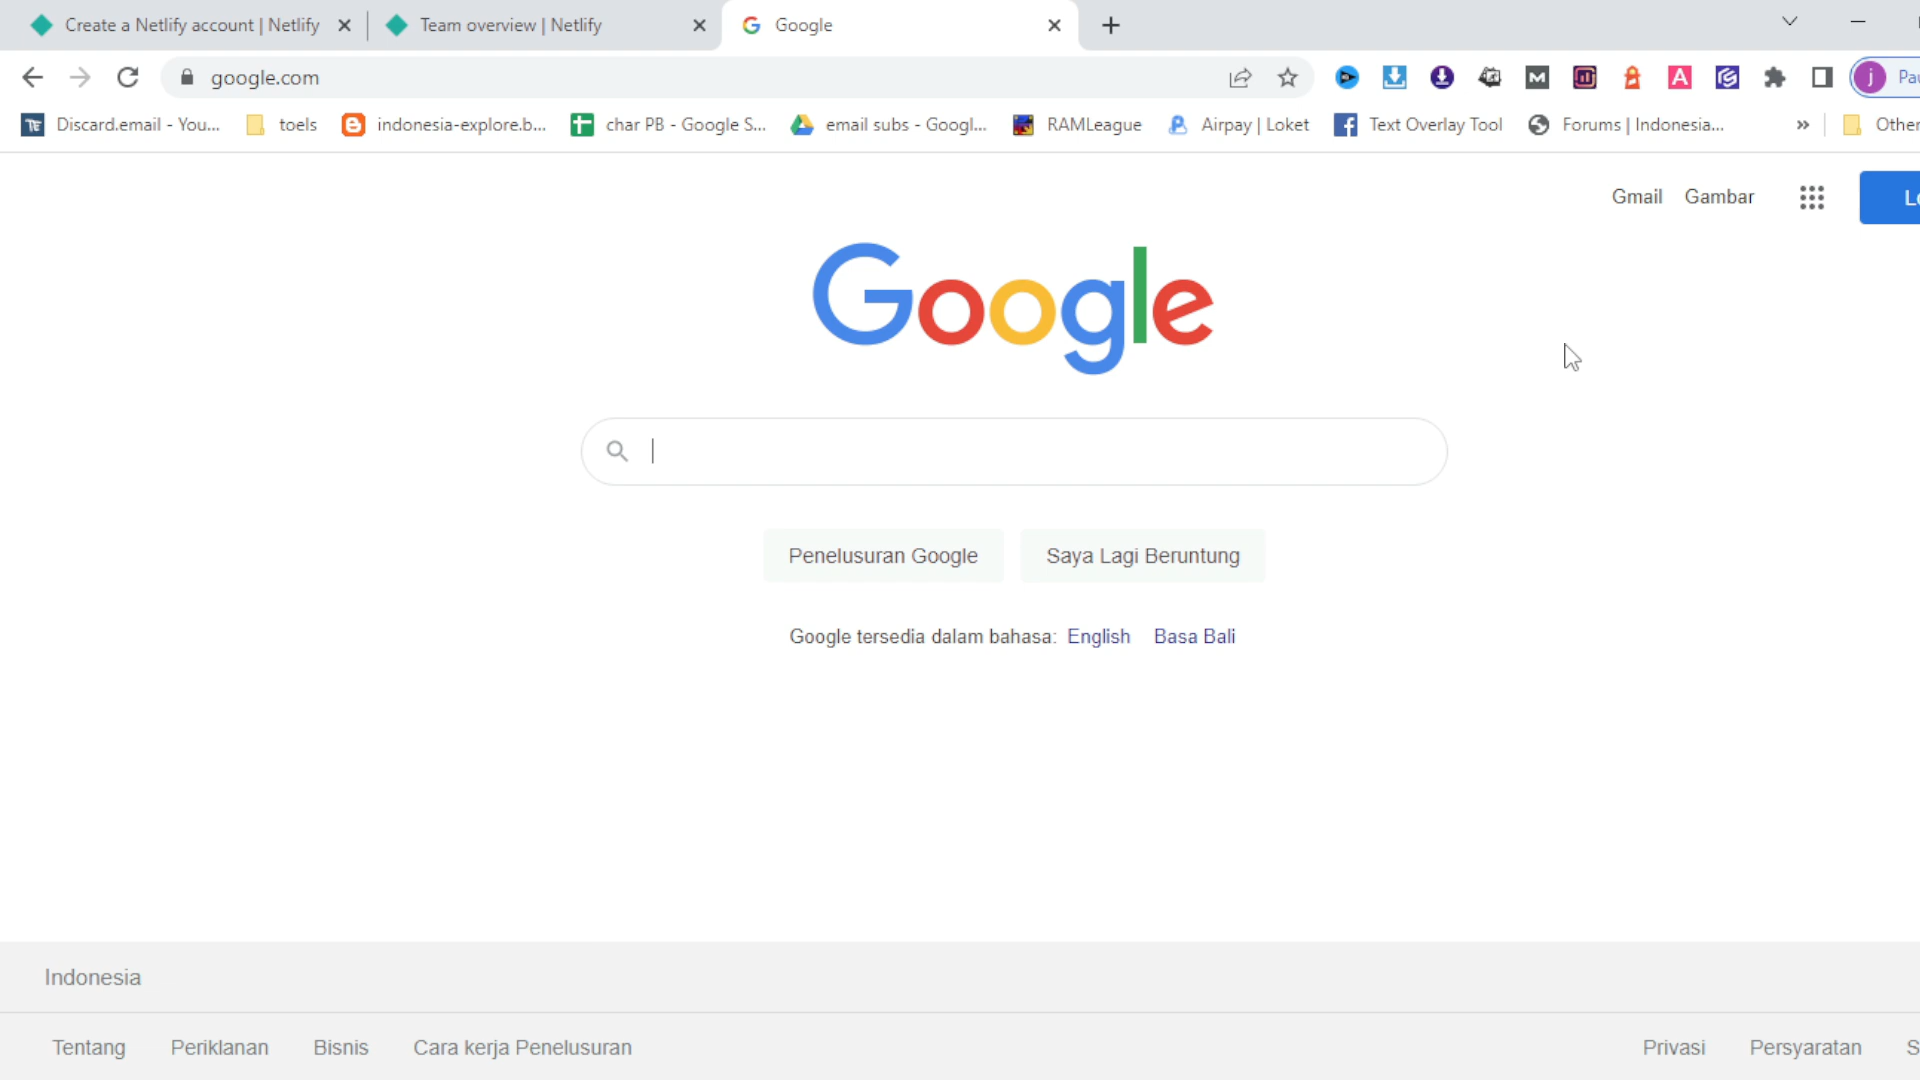 Create a Netlify account | Netlify
Team overview | Netlify
Google
google.com
j
Discard.email - You...
toels
indonesia-explore.b...
char PB - Google S...
email subs - Googl...
RAMLeague
Airpay | Loket
Text Overlay Tool
Forums | Indonesia...
Other
Gmail
Gambar
Google
Penelusuran Google
Saya Lagi Beruntung
Google tersedia dalam bahasa: English Basa Bali
Indonesia
Tentang
Periklanan
Bisnis
Cara kerja Penelusuran
Privasi
Persyaratan